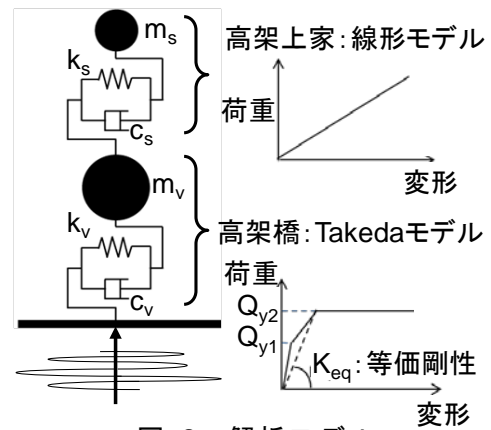 m_s
k_s
c_s
高架上家：線形モデル
荷重
変形
m_v
k_v
c_v
高架橋：Takedaモデル
荷重
Q_y2
Q_y1
K_eq：等価剛性
変形